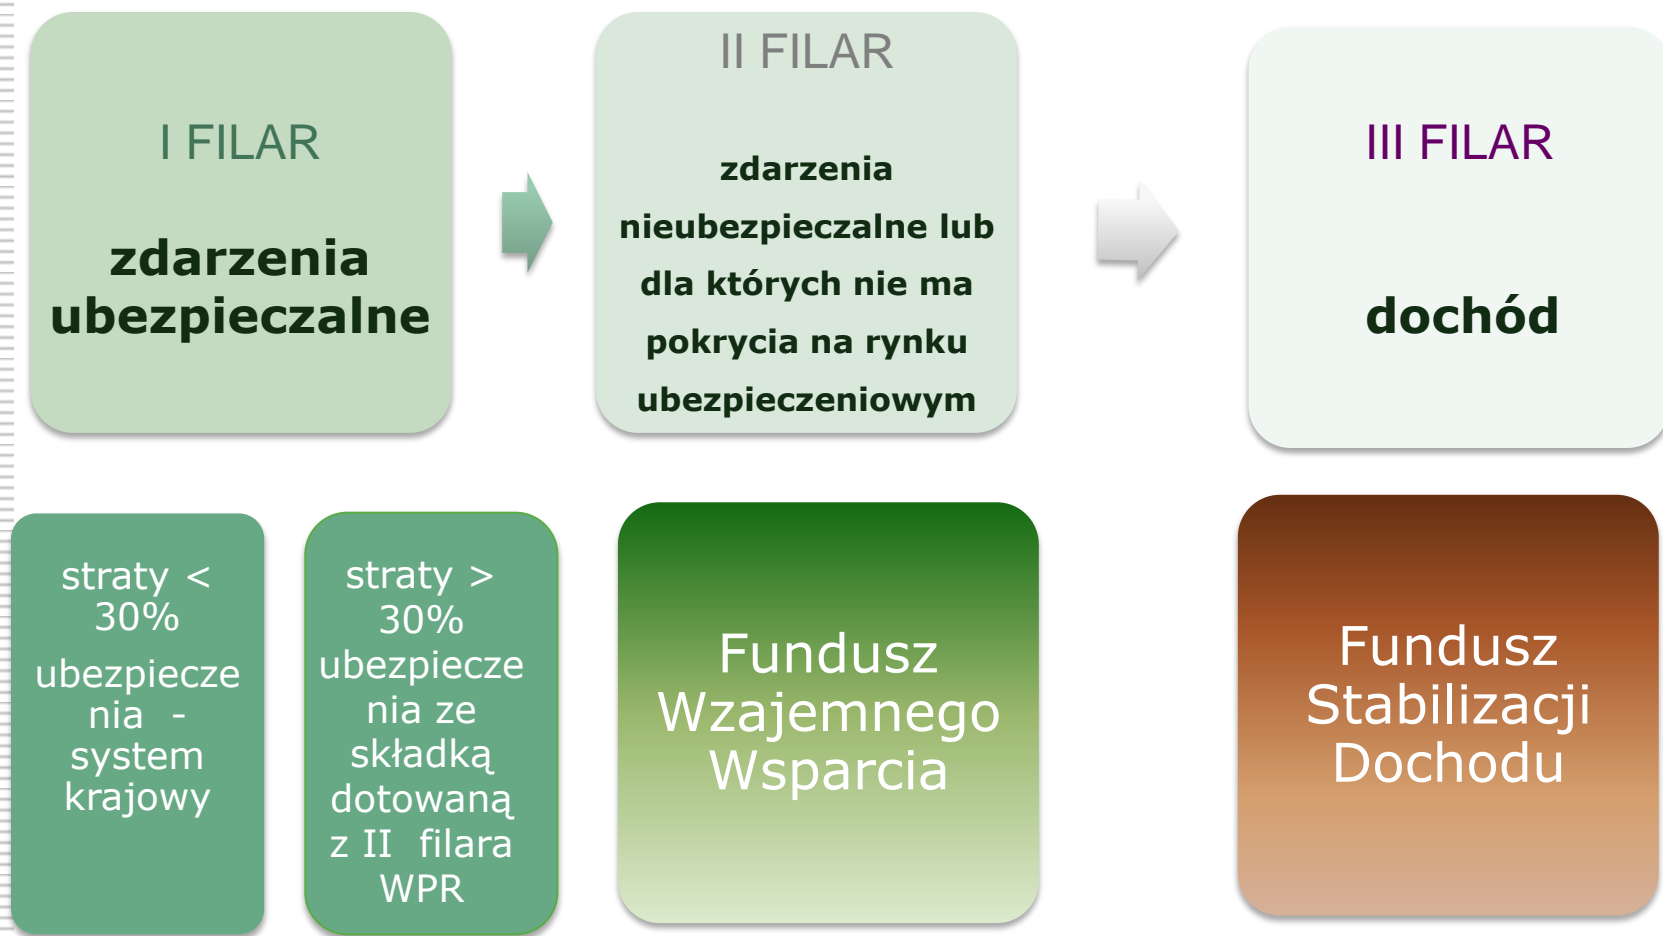 I FILAR
zdarzenia
ubezpieczalne
II FILAR
zdarzenia
nieubezpieczalne lub
dla których nie ma
pokrycia na rynku
ubezpieczeniowym
III FILAR
dochód
straty <
30%
ubezpiecze
nia -
system
krajowy
straty >
30%
ubezpiecze
nia ze
składką
dotowaną
z II filara
WPR
Fundusz
Wzajemnego
Wsparcia
Fundusz
Stabilizacji
Dochodu